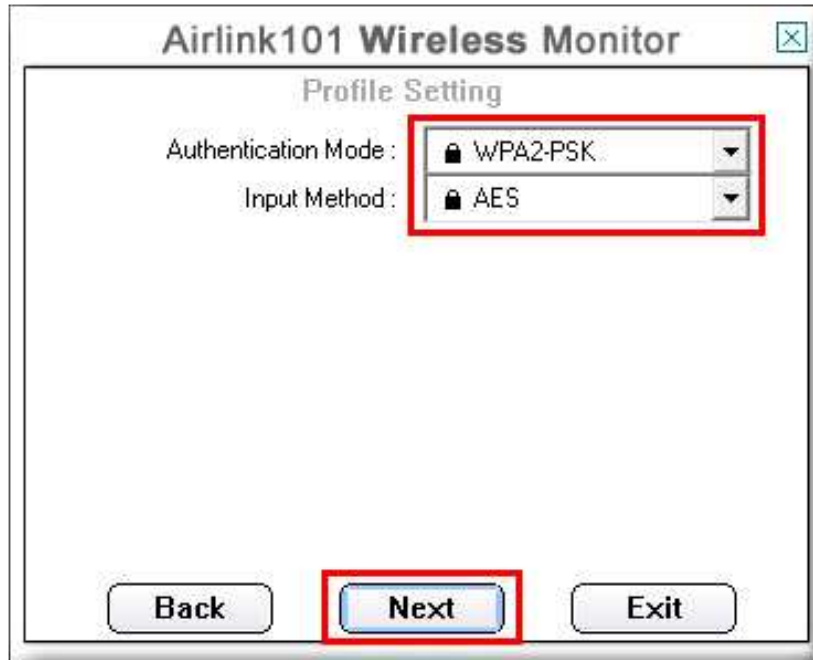 Airlink101 Wireless Monitor
Profile Setting
Authentication Mode : WPA2-PSK
Input Method : AES
Back Next Exit